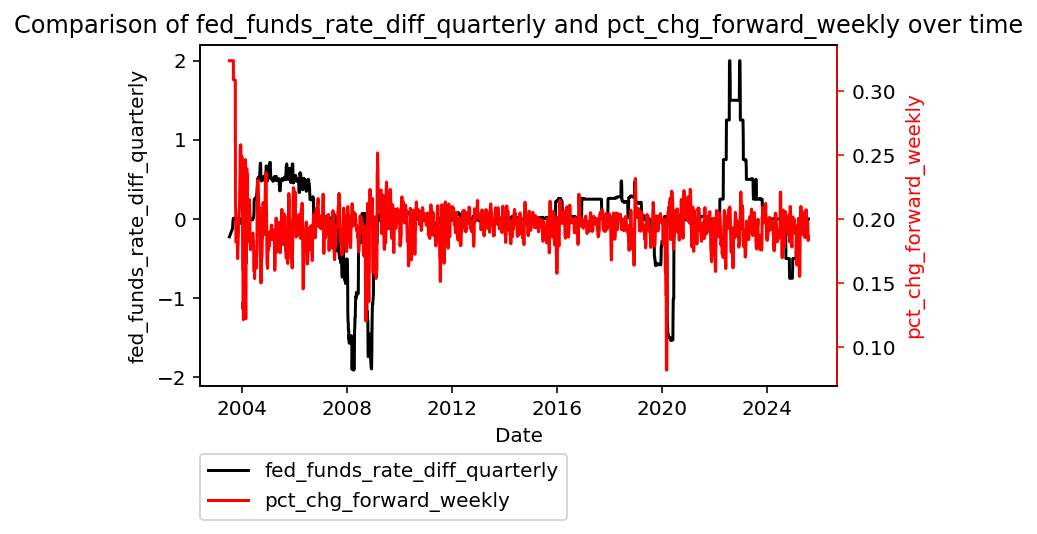 Comparison of fed_funds_rate_diff_quarterly and pct_chg_forward_weekly over time
fed_funds_rate_diff_quarterly
2
1
0
−1
−2
0.30
0.25
0.20
0.15
0.10
pct_chg_forward_weekly
2004 2008 2012 2016 2020 2024
Date
fed_funds_rate_diff_quarterly
pct_chg_forward_weekly